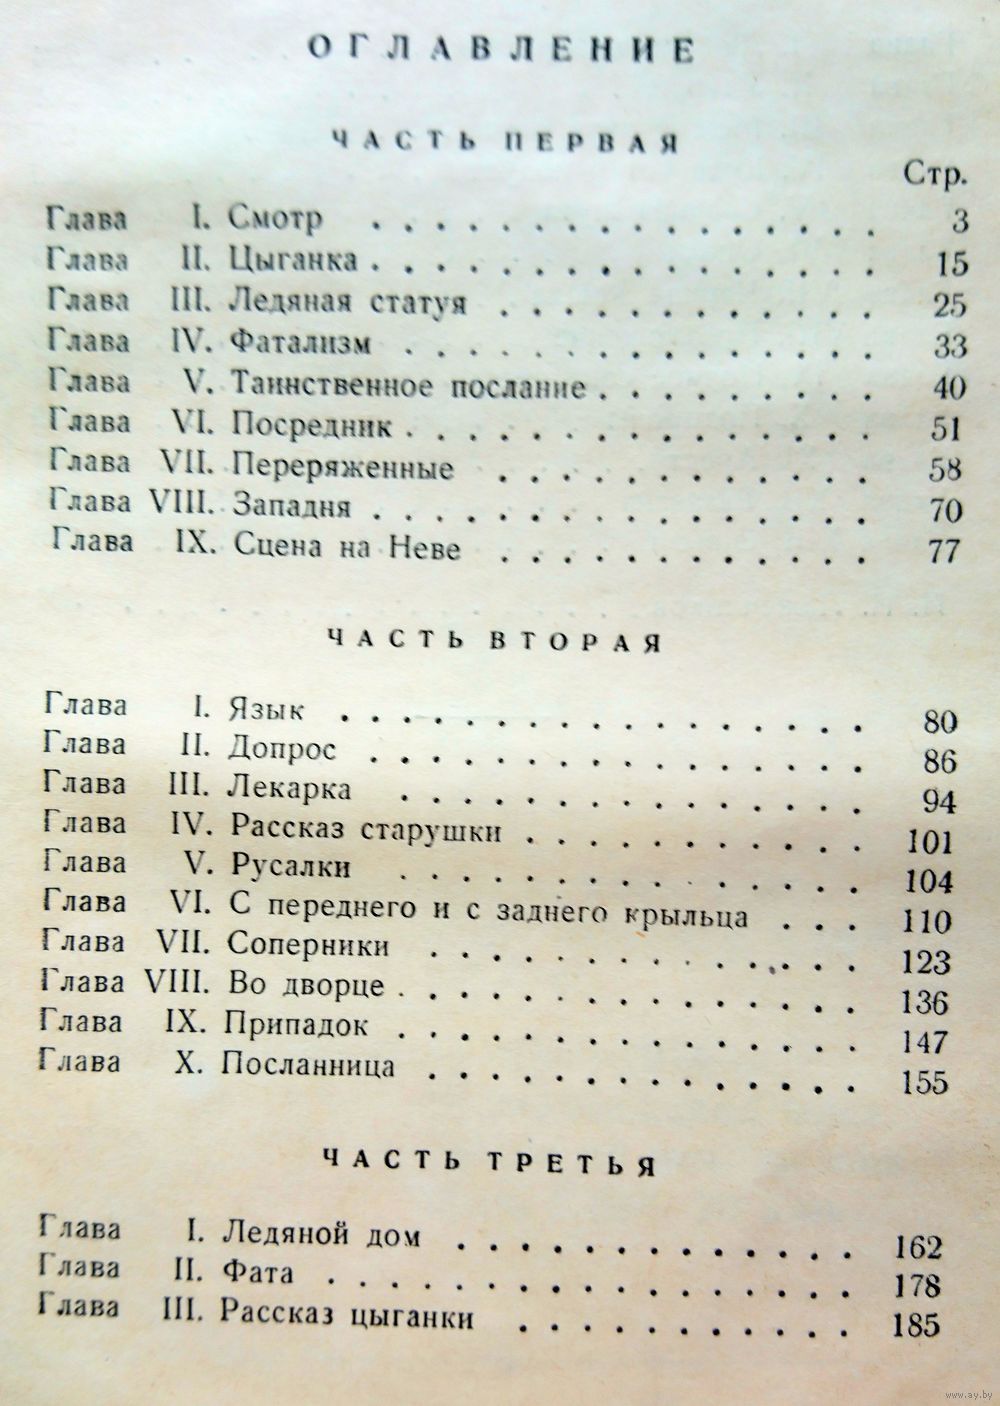 ОГЛАВЛЕНИЕ
ЧАСТЬ ПЕРВАЯ
Стр.
Глава I. Смотр . . . . . . . . . . . . . . . . 3
Глава II. Цыганка . . . . . . . . . . . . . . . . 15
Глава III. Ледяная статуя . . . . . . . . . . . . 25
Глава IV. Фатализм . . . . . . . . . . . . . . . 33
Глава V. Таинственное послание . . . . . . . . . 40
Глава VI. Посредник . . . . . . . . . . . . . . . 51
Глава VII. Переряженные . . . . . . . . . . . . 58
Глава VIII. Западня . . . . . . . . . . . . . . . . 70
Глава IX. Сцена на Неве . . . . . . . . . . . . 77
ЧАСТЬ ВТОРАЯ
Глава I. Язык . . . . . . . . . . . . . . . . . 80
Глава II. Допрос . . . . . . . . . . . . . . . . 86
Глава III. Лекарка . . . . . . . . . . . . . . . 94
Глава IV. Рассказ старушки . . . . . . . . . . . 101
Глава V. Русалки . . . . . . . . . . . . . . . 104
Глава VI. С переднего и с заднего крыльца . . . 110
Глава VII. Соперники . . . . . . . . . . . . . . 123
Глава VIII. Во дворце . . . . . . . . . . . . . . . 136
Глава IX. Припадок . . . . . . . . . . . . . . . 147
Глава X. Посланница . . . . . . . . . . . . . . 155
ЧАСТЬ ТРЕТЬЯ
Глава I. Ледяной дом . . . . . . . . . . . . . 162
Глава II. Фата . . . . . . . . . . . . . . . . . 178
Глава III. Рассказ цыганки . . . . . . . . . . . 185
www.ay.by